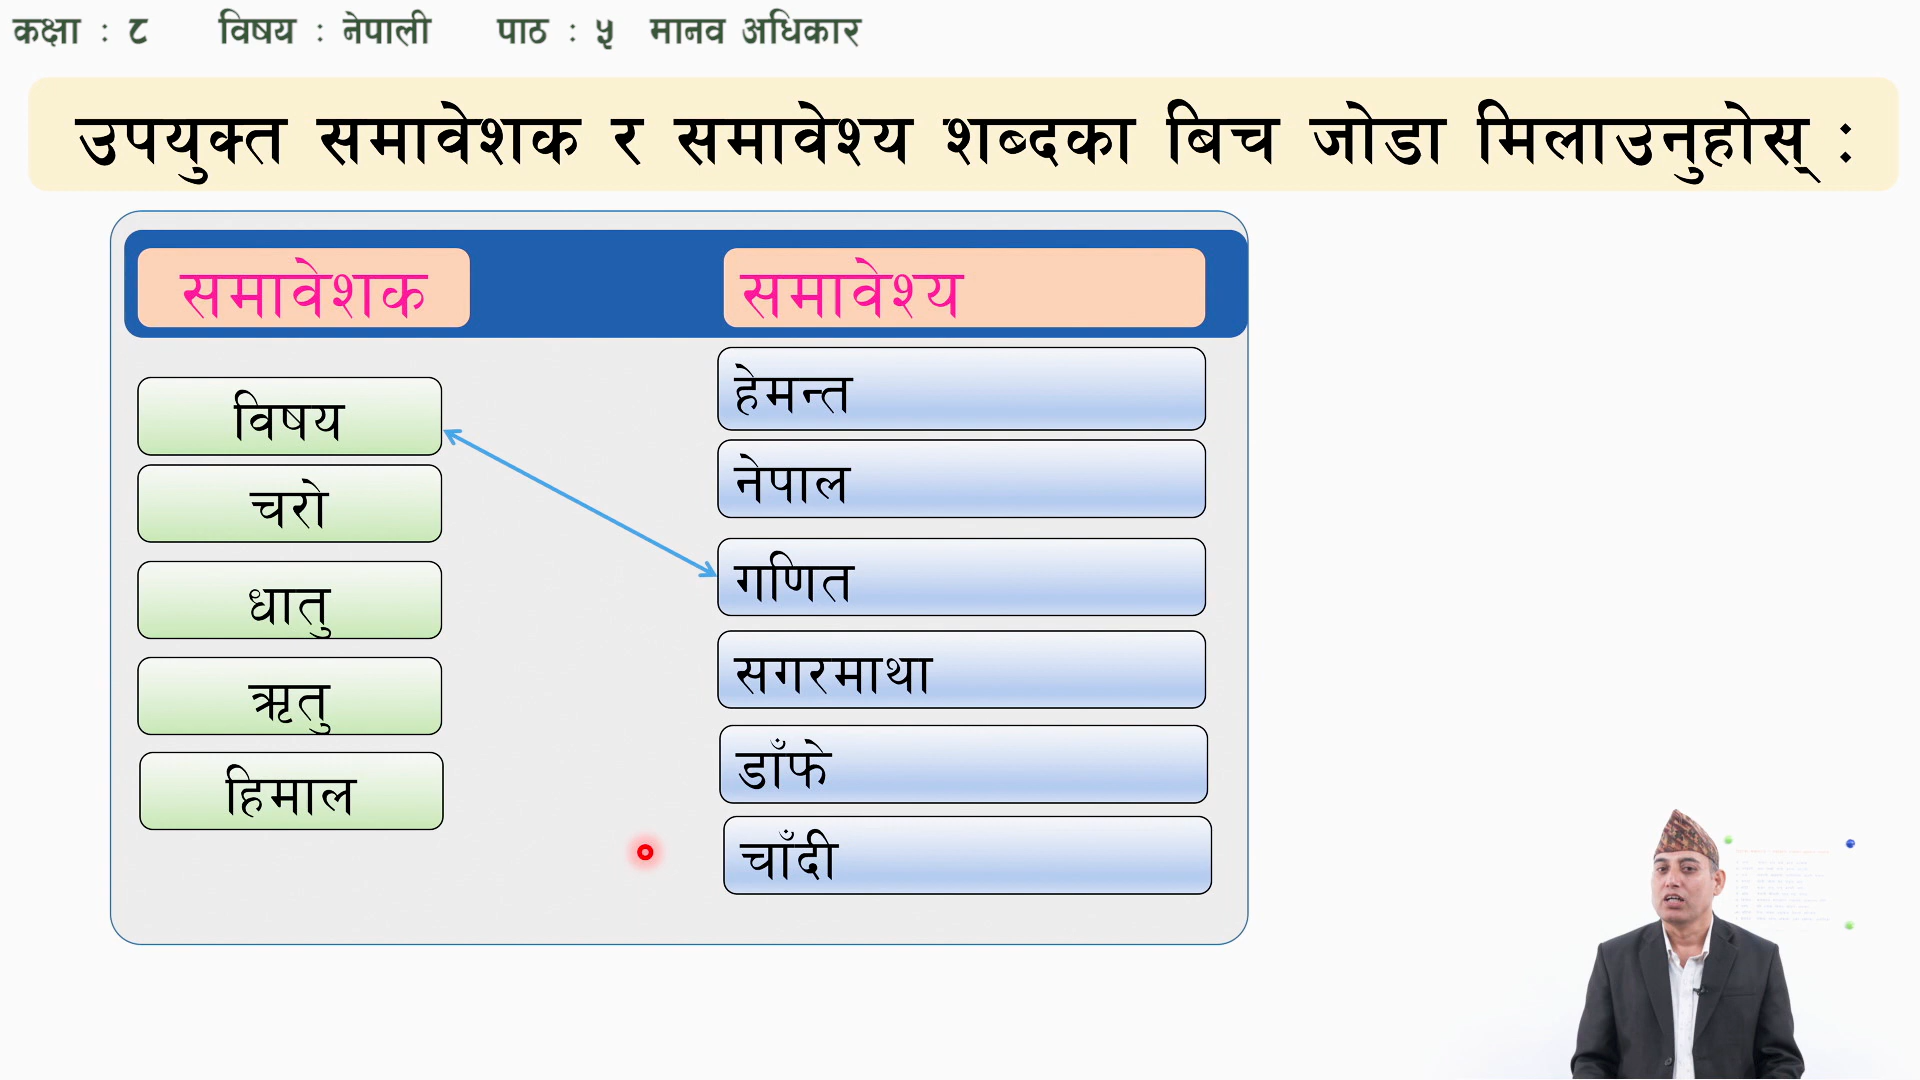 कक्षा : ८ विषय : नेपाली पाठ : ५ मानव अधिकार
उपयुक्त समावेशक र समावेश्य शब्दका बिच जोडा मिलाउनुहोस् :
समावेशक समावेश्य
विषय
चरो
धातु
ऋतु
हिमाल
हेमन्त
नेपाल
गणित
सगरमाथा
डाँफे
चाँदी